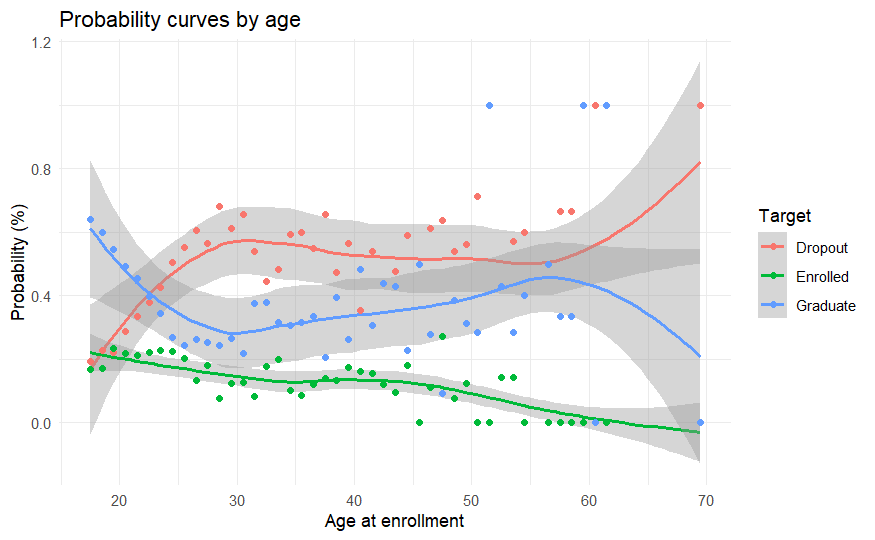 Probability curves by age
1.2
0.8
0.4
0.0
Probability (%)
20 30 40 50 60 70
Age at enrollment
Target
Dropout
Enrolled
Graduate